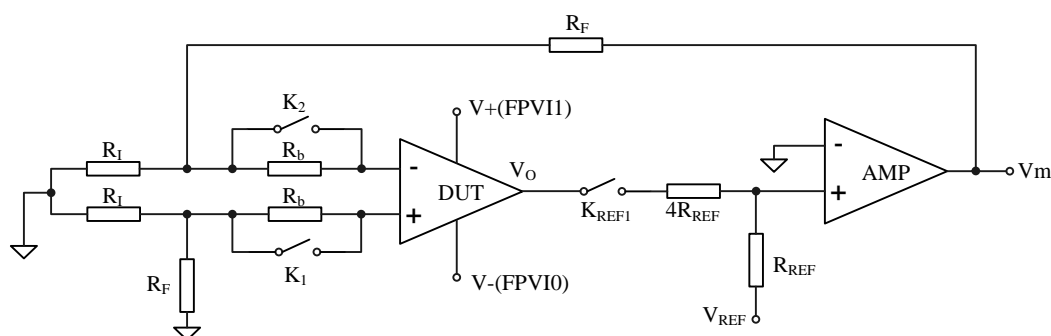 R_F
K_2
V+(FPVI1)
R_I
R_b
-
V_O
-
DUT
AMP
Vm
R_I
R_b
+
K_REF1
4R_REF
+
K_1
R_F
V-(FPVI0)
R_REF
V_REF